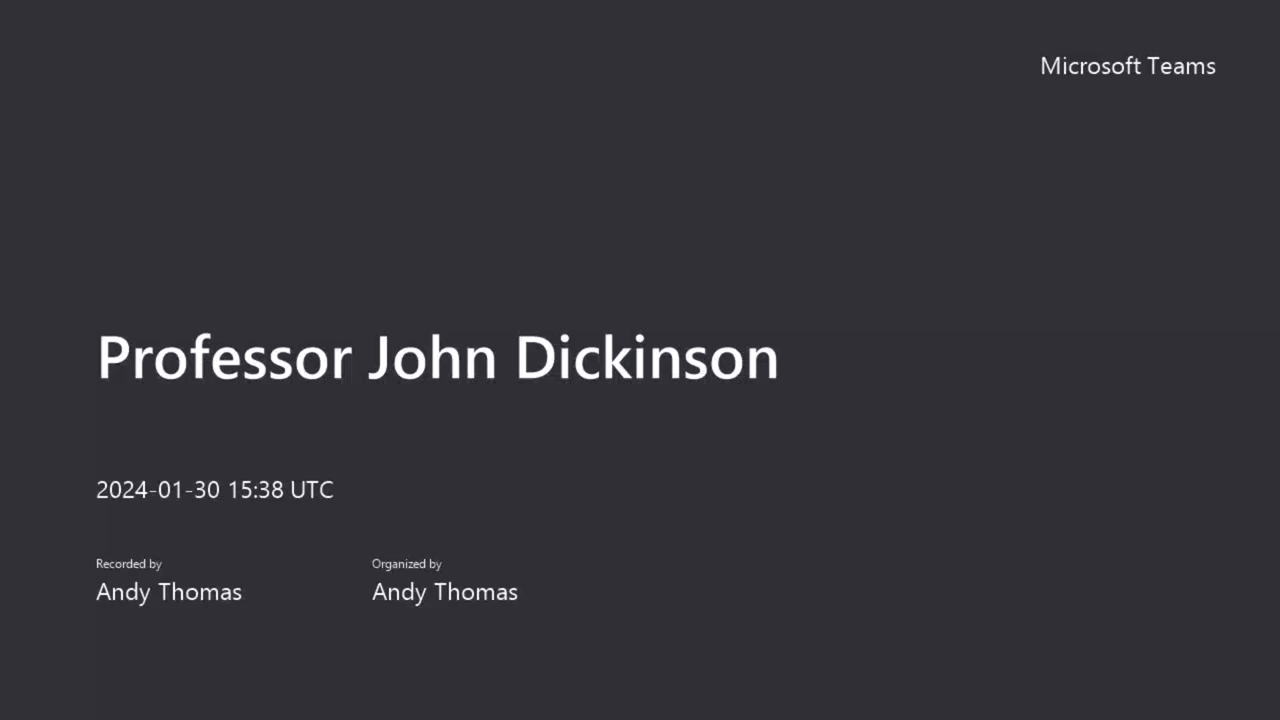 Microsoft Teams
Professor John Dickinson
2024-01-30 15:38 UTC
Recorded by
Andy Thomas
Organized by
Andy Thomas